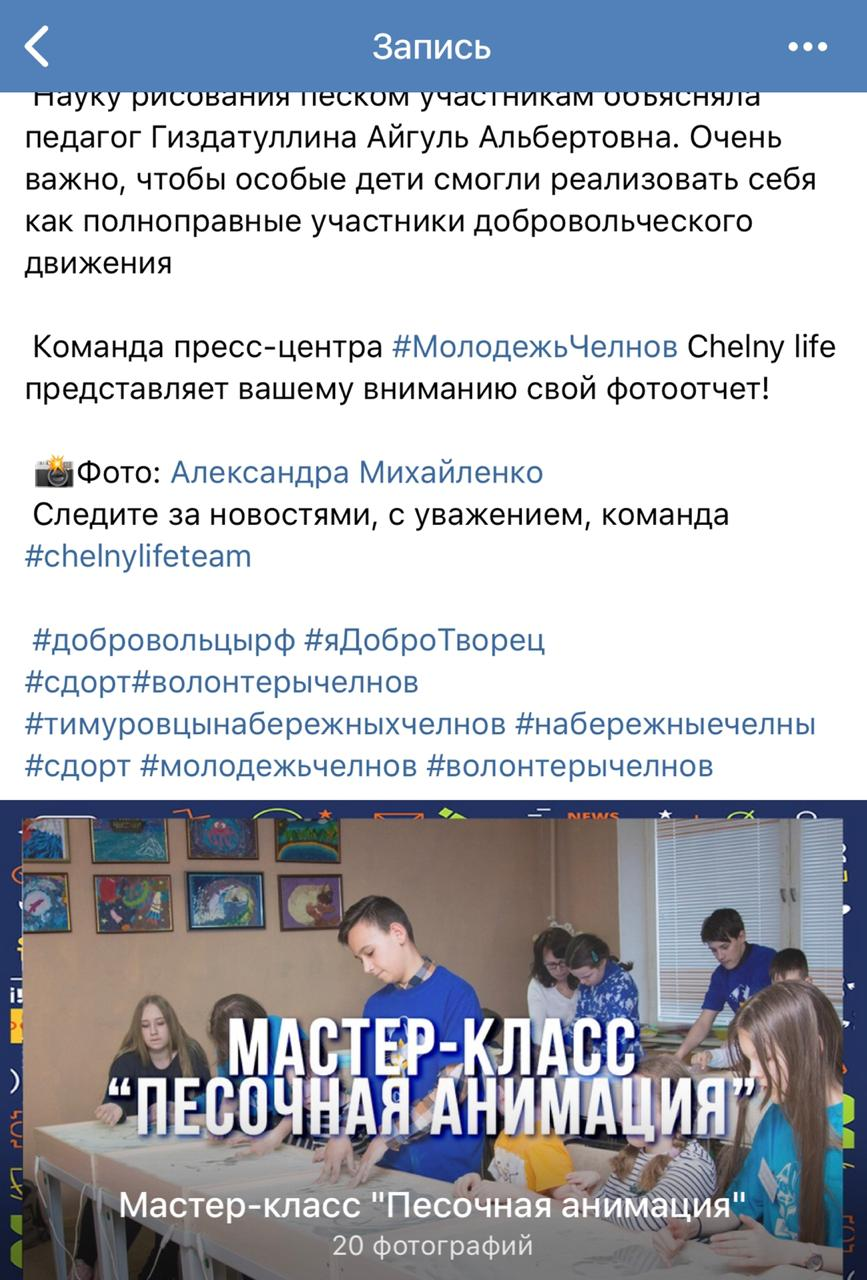 Запись
Науку рисования песком участникам объясняла
педагог Гиздатуллина Айгуль Альбертовна. Очень
важно, чтобы особые дети смогли реализовать себя
как полноправные участники добровольческого
движения
Команда пресс-центра #МолодежьЧелнов Chelny life
представляет вашему вниманию свой фотоотчет!
📸Фото: Александра Михайленко
Следите за новостями, с уважением, команда
#chelnylifeteam
#добровольцырф #яДоброТворец
#сдорт#волонтерычелнов
#тимуровцынабережныхчелнов #набережныечелны
#сдорт #молодежьчелнов #волонтерычелнов
NEWS
МАСТЕР-КЛАСС
“ПЕСОЧНАЯ АНИМАЦИЯ”
Мастер-класс "Песочная анимация"
20 фотографий